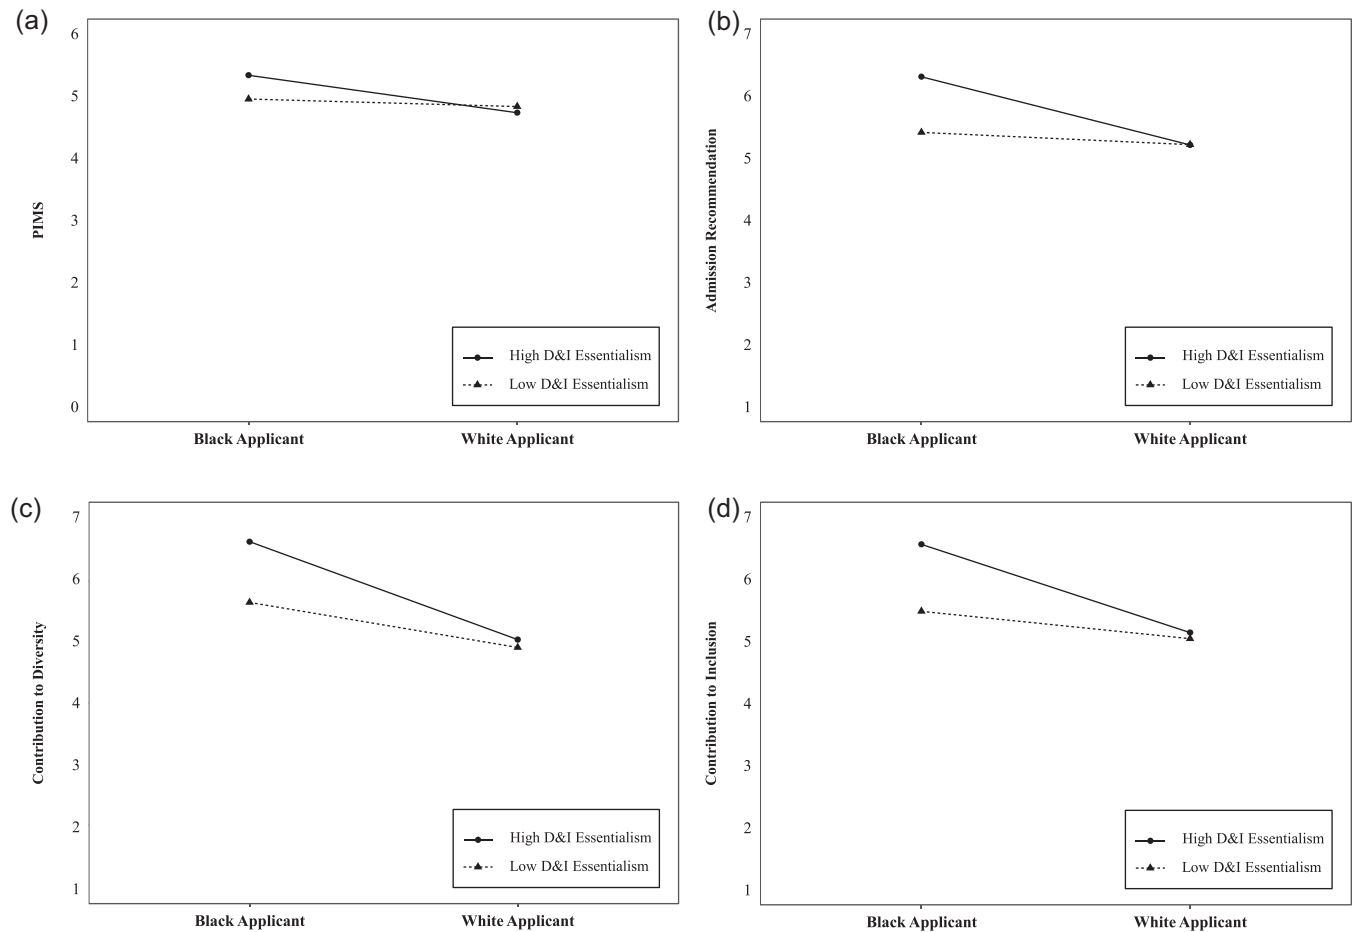 (a)
6
5
4
3
2
1
0
PIMS
High D&I Essentialism
Low D&I Essentialism
Black Applicant
White Applicant
(b)
7
6
5
4
3
2
1
Admission Recommendation
High D&I Essentialism
Low D&I Essentialism
Black Applicant
White Applicant
(c)
7
6
5
4
3
2
1
Contribution to Diversity
High D&I Essentialism
Low D&I Essentialism
Black Applicant
White Applicant
(d)
7
6
5
4
3
2
1
Contribution to Inclusion
High D&I Essentialism
Low D&I Essentialism
Black Applicant
White Applicant